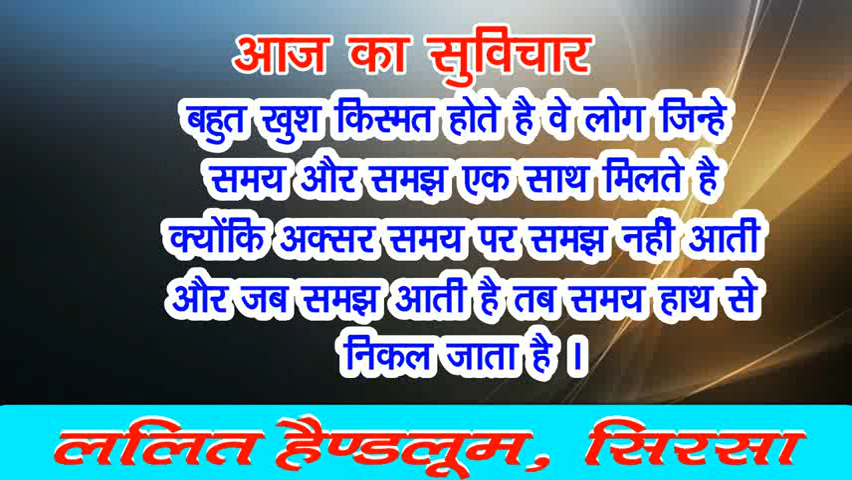 आज का सुविचार
बहुत खुश किस्मत होते है वे लोग जिन्हे
समय और समझ एक साथ मिलते है
क्योंकि अक्सर समय पर समझ नहीं आती
और जब समझ आती है तब समय हाथ से
निकल जाता है ।
ललित हैण्डलूम, सिरसा